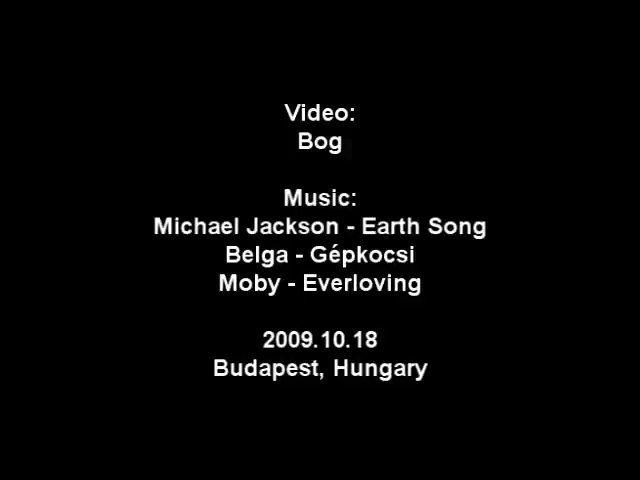 Video:
Bog
Music:
Michael Jackson - Earth Song
Belga - Gépkocsi
Moby - Everloving
2009.10.18
Budapest, Hungary